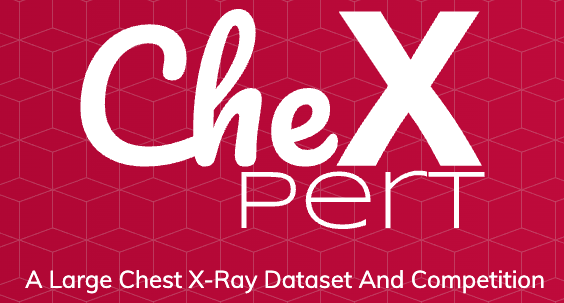 CheX
pert
A Large Chest X-Ray Dataset And Competition